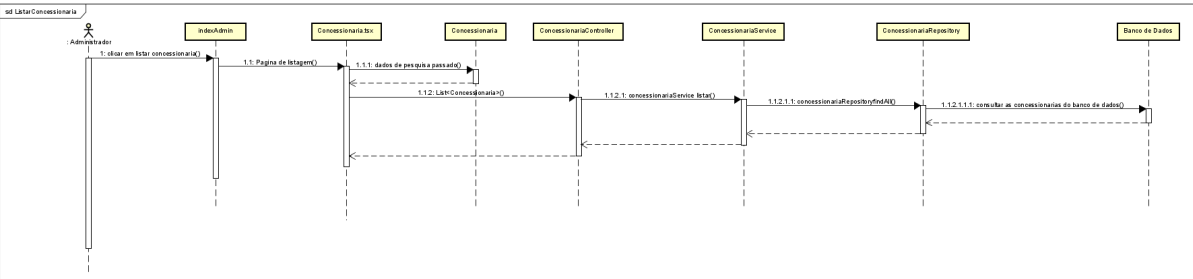 sd ListarConcessionaria
: Administrador
indexAdmin
Concessionaria.tsx
Concessionaria
ConcessionariaController
ConcessionariaService
ConcessionariaRepository
Banco de Dados
1: clicar em listar concessionaria()
1.1: Pagina de listagem()
1.1.1: dados de pesquisa passado()
1.1.2: List<Concessionaria>()
1.1.2.1: concessionariaService listar()
1.1.2.1.1: concessionariaRepositoryfindAll()
1.1.2.1.1.1: consultar as concessionarias do banco de dados()